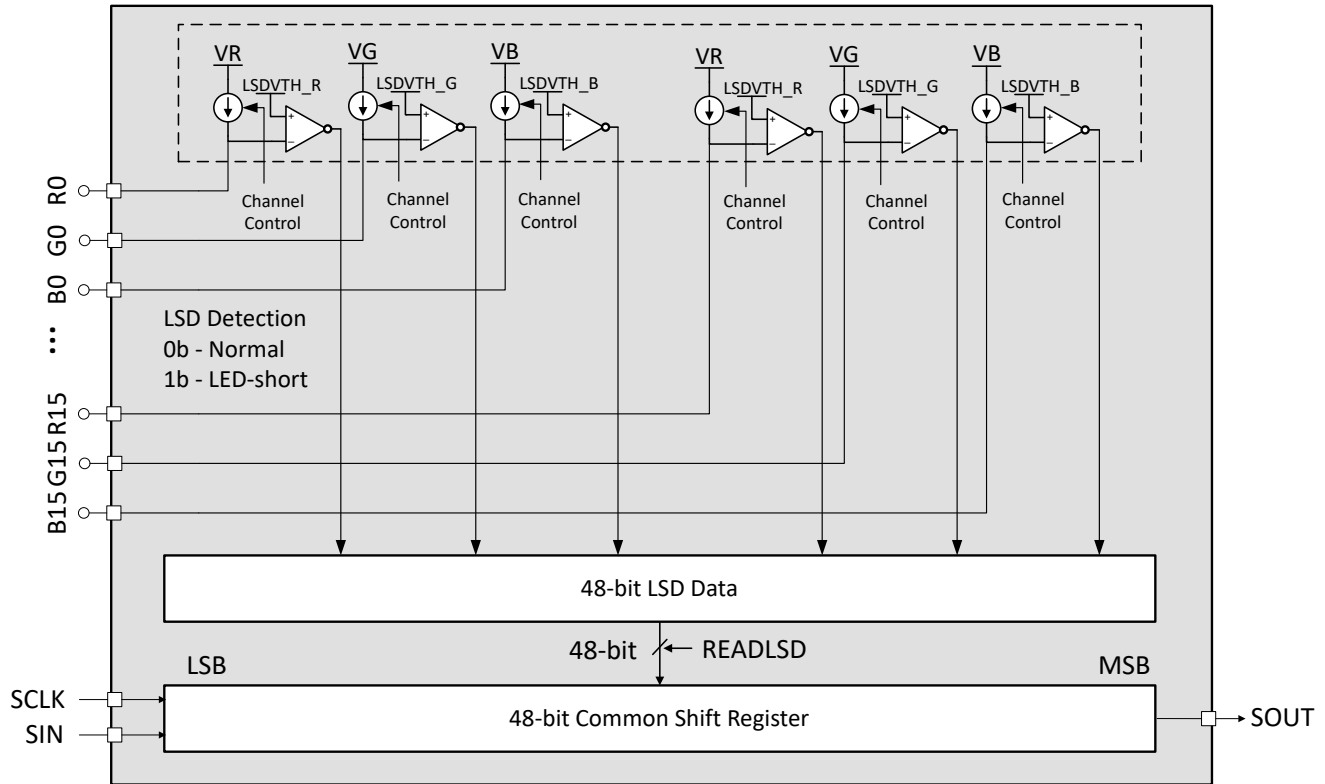 VR
VG
VB
VR
VG
VB
LSDVTH_R
LSDVTH_G
LSDVTH_B
LSDVTH_R
LSDVTH_G
LSDVTH_B
+
−
+
−
+
−
+
−
+
−
+
−
Channel
Control
Channel
Control
Channel
Control
Channel
Control
Channel
Control
Channel
Control
R0
G0
B0
...
R15
G15
B15
LSD Detection
0b - Normal
1b - LED-short
48-bit LSD Data
48-bit
READLSD
LSB
MSB
SCLK
SIN
48-bit Common Shift Register
SOUT